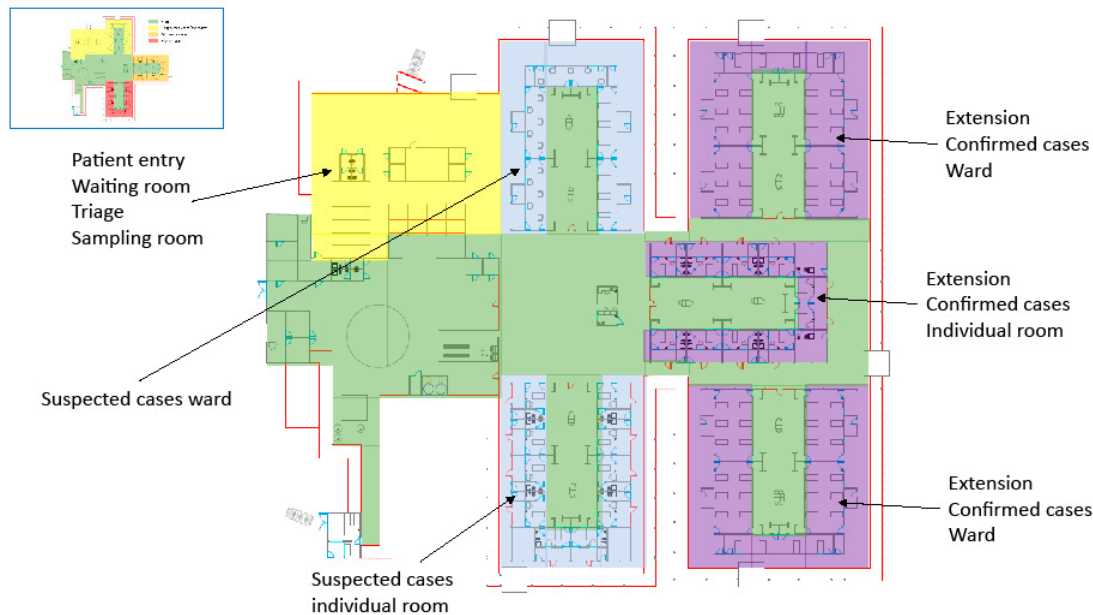 Patient entry
Waiting room
Triage
Sampling room
Suspected cases ward
Suspected cases
individual room
Extension
Confirmed cases
Ward
Extension
Confirmed cases
Individual room
Extension
Confirmed cases
Ward